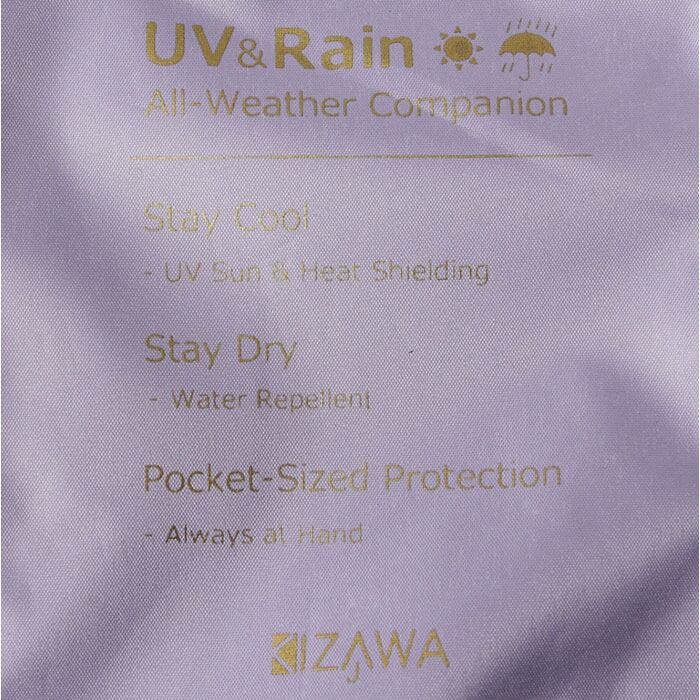 UV&Rain
All-Weather Companion
Stay Cool
- UV Sun & Heat Shielding
Stay Dry
- Water Repellent
Pocket-Sized Protection
- Always at Hand
KIZAWA